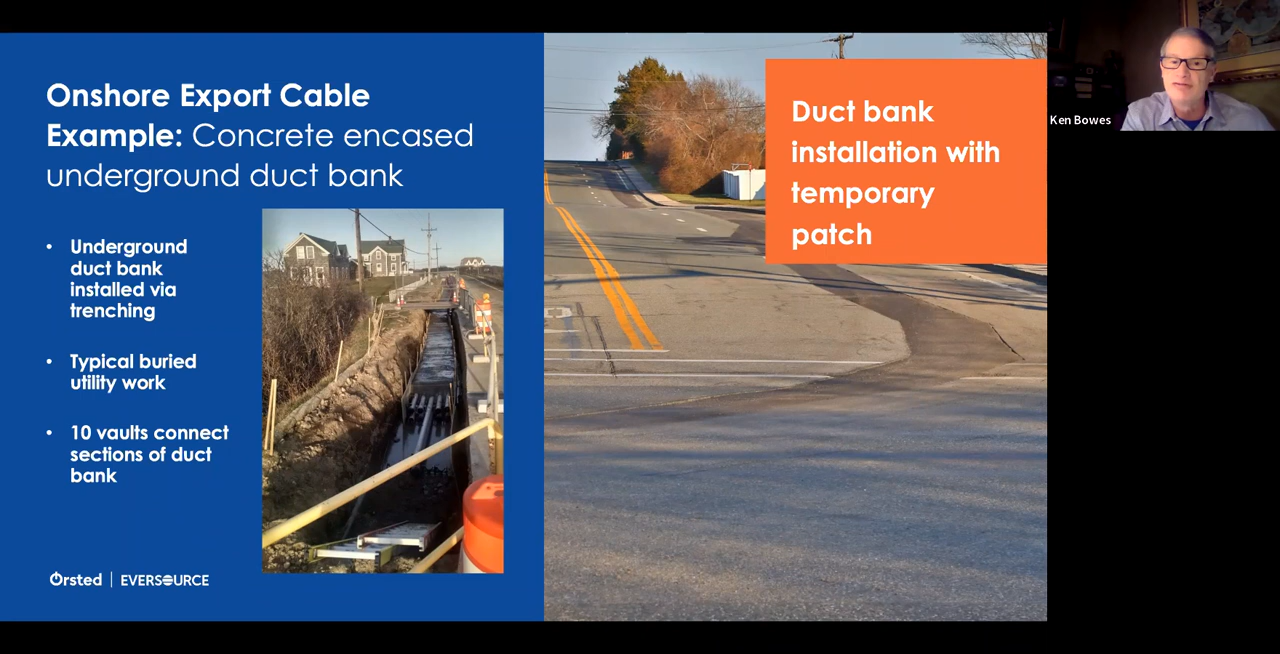 Onshore Export Cable
Example: Concrete encased
underground duct bank
• Underground
duct bank
installed via
trenching
• Typical buried
utility work
• 10 vaults connect
sections of duct
bank
Orsted | EVERSOURCE
Duct bank
installation with
temporary
patch
Ken Bowes